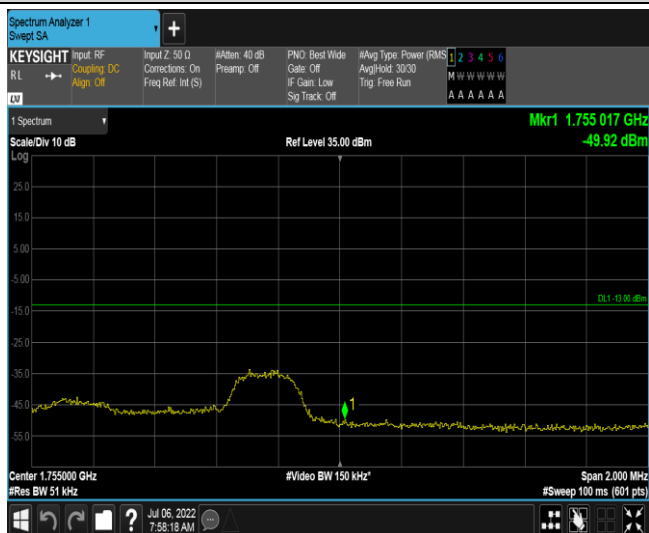 Spectrum Analyzer 1
Swept SA
+
KEYSIGHT
RL
LXI
Input: RF
Coupling: DC
Align: Off
Input Z: 50 Ω
Corrections: On
Freq Ref: Int (S)
#Atten: 40 dB
Preamp: Off
PNO: Best Wide
Gate: Off
IF Gain: Low
Sig Track: Off
#Avg Type: Power (RMS
Avg|Hold: 30/30
Trig: Free Run
1 2 3 4 5 6
M W W W W W
A A A A A A
1 Spectrum
Scale/Div 10 dB
Log
Ref Level 35.00 dBm
Mkr1 1.755 017 GHz
-49.92 dBm
25.0
15.0
5.00
-5.00
DL1 -13.00 dBm
-15.0
-25.0
-35.0
-45.0
1
-55.0
Center 1.755000 GHz
#Res BW 51 kHz
#Video BW 150 kHz*
Span 2.000 MHz
#Sweep 100 ms (601 pts)
?
Jul 06, 2022
7:58:18 AM